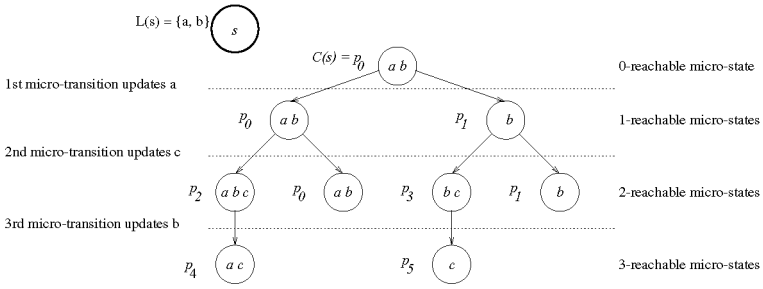 L(s) = {a, b}
s
C(s) = p0
a b
0-reachable micro-state
1st micro-transition updates a
p0
a b
p1
b
1-reachable micro-states
2nd micro-transition updates c
p2
a b c
p0
a b
p3
b c
p1
b
2-reachable micro-states
3rd micro-transition updates b
p4
a c
p5
c
3-reachable micro-states